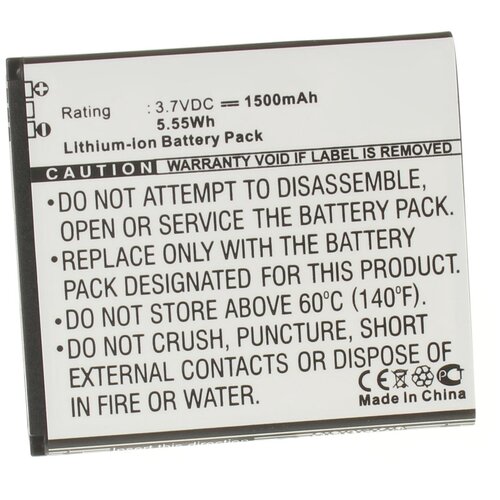 Rating : 3.7VDC ⎓ 1500mAh
5.55Wh
Lithium-ion Battery Pack
CAUTION WARRANTY VOID IF LABEL IS REMOVED
•DO NOT ATTEMPT TO DISASSEMBLE,
OPEN OR SERVICE THE BATTERY PACK.
•REPLACE ONLY WITH THE BATTERY
PACK DESIGNATED FOR THIS EQUIPMENT.
•DO NOT STORE ABOVE 60°C (140°F).
•DO NOT CRUSH, PUNCTURE, SHORT
EXTERNAL CONTACTS OR DISPOSE
OF IN FIRE OR WATER.
CE
Made in China